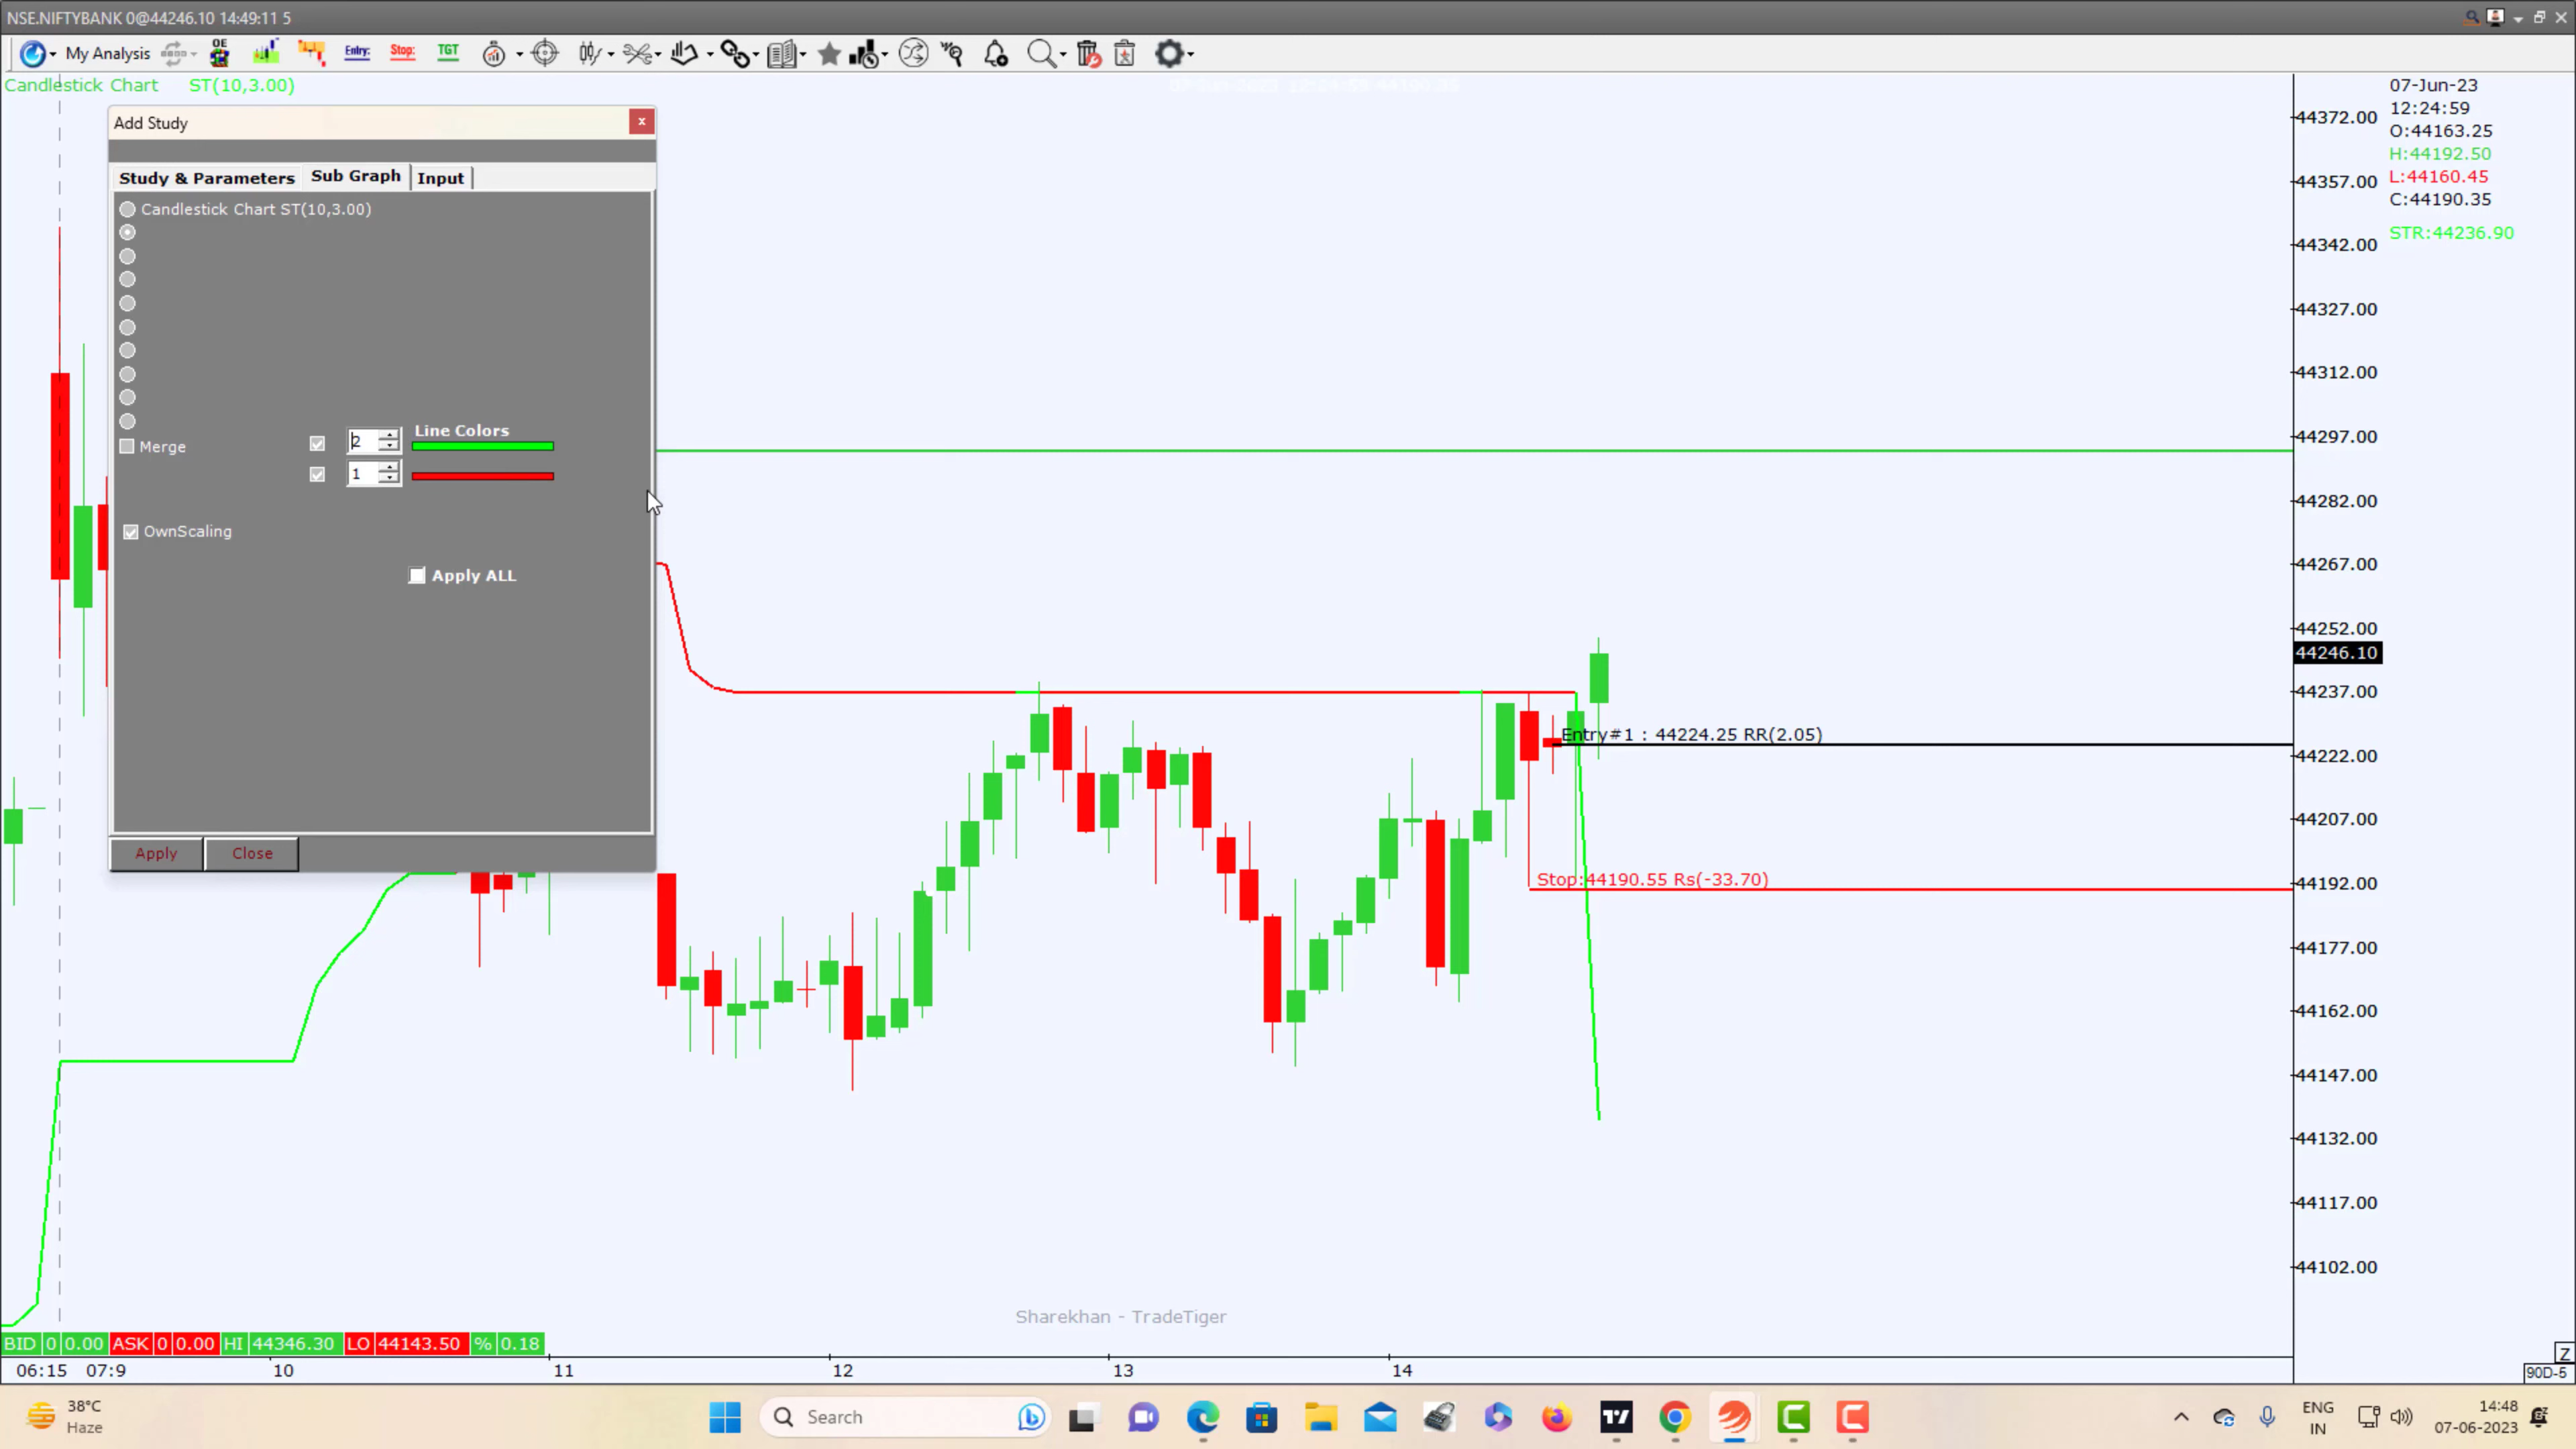 NSE.NIFTYBANK 0@44246.10 14:49:11 5
OE
My Analysis
Entry:
Stop:
TGT
Candlestick Chart ST(10,3.00)
07-Jun-23
12:24:59
O:44163.25
H:44192.50
L:44160.45
C:44190.35
STR:44236.90
Add Study
x
Study & Parameters Sub Graph Input
Candlestick Chart ST(10,3.00)
Line Colors
Merge
2
1
OwnScaling
Apply ALL
Apply Close
44372.00
44357.00
44342.00
44327.00
44312.00
44297.00
44282.00
44267.00
44252.00
44246.10
44237.00
44222.00
44207.00
44192.00
44177.00
44162.00
44147.00
44132.00
44117.00
44102.00
Entry#1 : 44224.25 RR(2.05)
Stop:44190.55 Rs(-33.70)
Sharekhan - TradeTiger
BID 0 0.00 ASK 0 0.00 HI 44346.30 LO 44143.50 % 0.18
Z
06:15 07:9 10 11 12 13 14
90D-5
38°C
Haze
Search
ENG
IN
14:48
07-06-2023